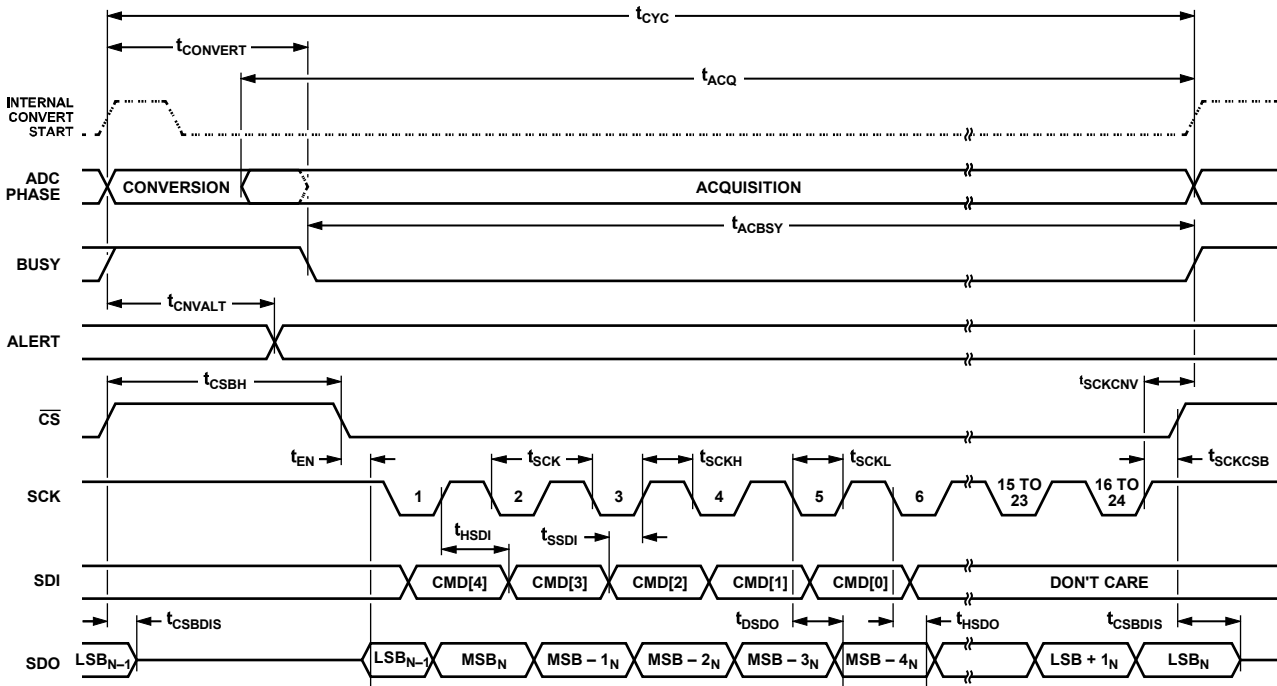 tCYC
tCONVERT
tACQ
INTERNAL
CONVERT
START
ADC
PHASE
CONVERSION
ACQUISITION
tACBSY
BUSY
tCNVALT
ALERT
tCSBH
tSCKCNV
CS
tEN
tSCK
tSCKH
tSCKL
tSCKCSB
SCK
1
2
3
4
5
6
15 TO
23
16 TO
24
tHSDI
tSSDI
SDI
CMD[4]
CMD[3]
CMD[2]
CMD[1]
CMD[0]
DON'T CARE
tCSBDIS
tDSDO
tHSDO
tCSBDIS
SDO
LSBN–1
LSBN–1
MSBN
MSB – 1N
MSB – 2N
MSB – 3N
MSB – 4N
LSB + 1N
LSBN